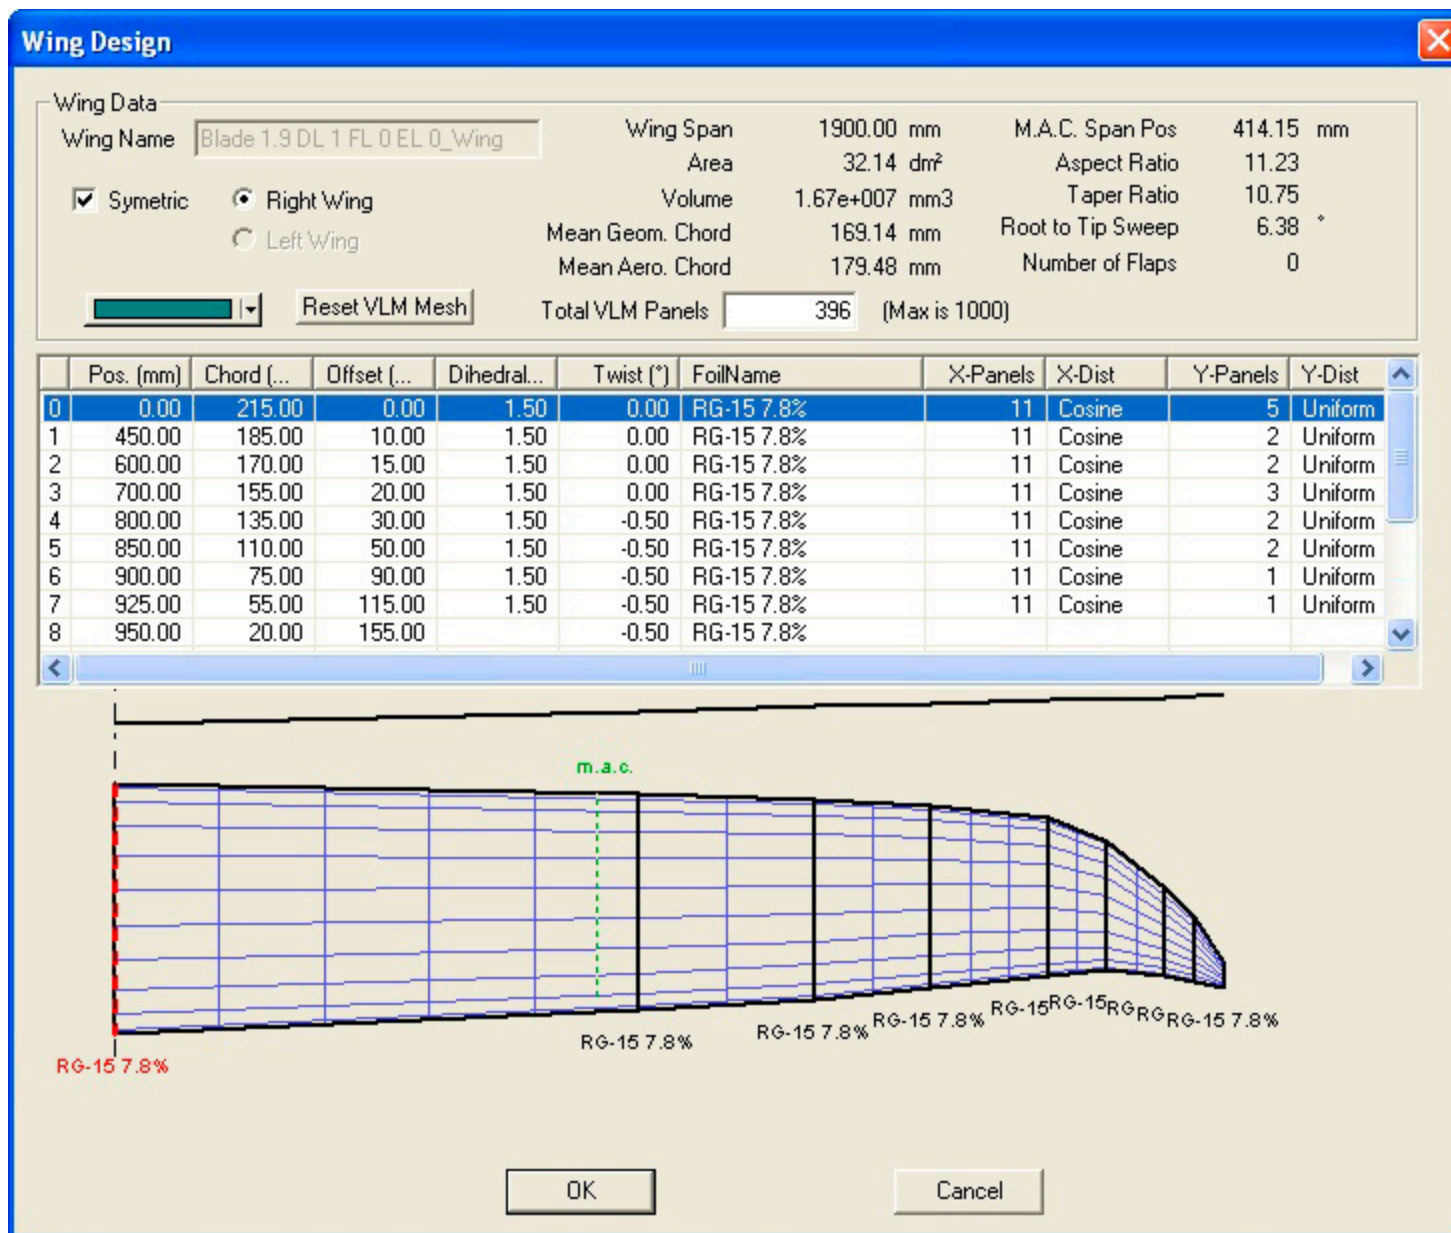 Wing Design
Wing Data
Wing Name Blade 1.9 DL 1 FL 0 EL 0_Wing
Symetric Right Wing
Left Wing
Reset VLM Mesh
Wing Span 1900.00 mm
Area 32.14 dm²
Volume 1.67e+007 mm3
Mean Geom. Chord 169.14 mm
Mean Aero. Chord 179.48 mm
Total VLM Panels 396 (Max is 1000)
M.A.C. Span Pos 414.15 mm
Aspect Ratio 11.23
Taper Ratio 10.75
Root to Tip Sweep 6.38 °
Number of Flaps 0
Pos. (mm) Chord (... Offset (... Dihedral... Twist (°) FoilName X-Panels X-Dist Y-Panels Y-Dist
0 0.00 215.00 0.00 1.50 0.00 RG-15 7.8% 11 Cosine 5 Uniform
1 450.00 185.00 10.00 1.50 0.00 RG-15 7.8% 11 Cosine 2 Uniform
2 600.00 170.00 15.00 1.50 0.00 RG-15 7.8% 11 Cosine 2 Uniform
3 700.00 155.00 20.00 1.50 0.00 RG-15 7.8% 11 Cosine 3 Uniform
4 800.00 135.00 30.00 1.50 -0.50 RG-15 7.8% 11 Cosine 2 Uniform
5 850.00 110.00 50.00 1.50 -0.50 RG-15 7.8% 11 Cosine 2 Uniform
6 900.00 75.00 90.00 1.50 -0.50 RG-15 7.8% 11 Cosine 1 Uniform
7 925.00 55.00 115.00 1.50 -0.50 RG-15 7.8% 11 Cosine 1 Uniform
8 950.00 20.00 155.00 -0.50 RG-15 7.8%
m.a.c.
RG-15 7.8%
RG-15 7.8%
RG-15 7.8%
RG-15 7.8%
RG-15
RG-15
RG
RG
RG-15 7.8%
OK
Cancel